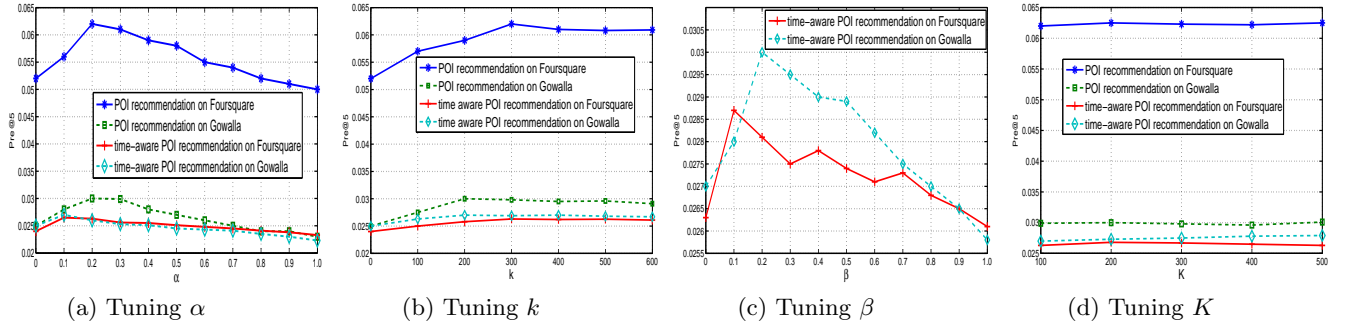 0.065
0.06
0.055
0.05
0.045
0.04
0.035
0.03
0.025
0.02
Pre@5
0 0.1 0.2 0.3 0.4 0.5 0.6 0.7 0.8 0.9 1.0
α
POI recommendation on Foursquare
POI recommendation on Gowalla
time-aware POI recommendation on Foursquare
time-aware POI recommendation on Gowalla
(a) Tuning α
0.065
0.06
0.055
0.05
0.045
0.04
0.035
0.03
0.025
0.02
Pre@5
0 100 200 300 400 500 600
k
POI recommendation on Foursquare
POI recommendation on Gowalla
time aware POI recommendation on Foursquare
time aware POI recommendation on Gowalla
(b) Tuning k
0.0305
0.03
0.0295
0.029
0.0285
0.028
0.0275
0.027
0.0265
0.026
0.0255
Pre@5
0 0.1 0.2 0.3 0.4 0.5 0.6 0.7 0.8 0.9 1.0
β
time-aware POI recommendation on Foursquare
time-aware POI recommendation on Gowalla
(c) Tuning β
0.065
0.06
0.055
0.05
0.045
0.04
0.035
0.03
0.025
Pre@5
100 200 300 400 500
K
POI recommendation on Foursquare
POI recommendation on Gowalla
time-aware POI recommendation on Foursquare
time-aware POI recommendation on Gowalla
(d) Tuning K